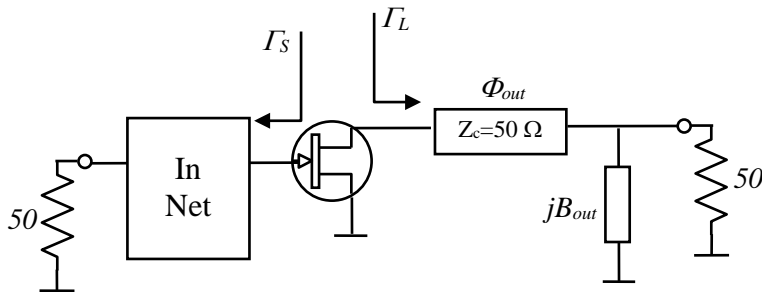 Γ_S
Γ_L
Φ_out
Z_c=50 Ω
In
Net
50
jB_out
50